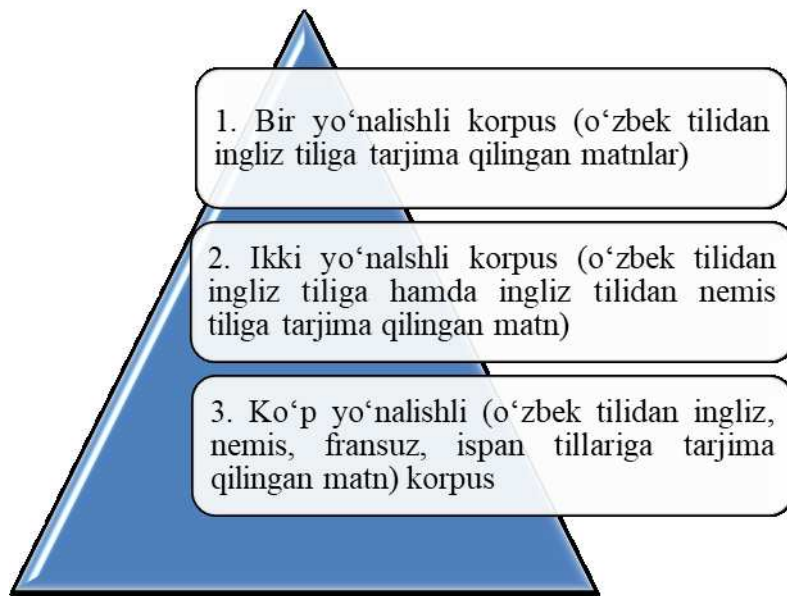 1. Bir yo‘nalishli korpus (o‘zbek tilidan
ingliz tiliga tarjima qilingan matnlar)
2. Ikki yo‘nalshli korpus (o‘zbek tilidan
ingliz tiliga hamda ingliz tilidan nemis
tiliga tarjima qilingan matn)
3. Ko‘p yo‘nalishli (o‘zbek tilidan ingliz,
nemis, fransuz, ispan tillariga tarjima
qilingan matn) korpus